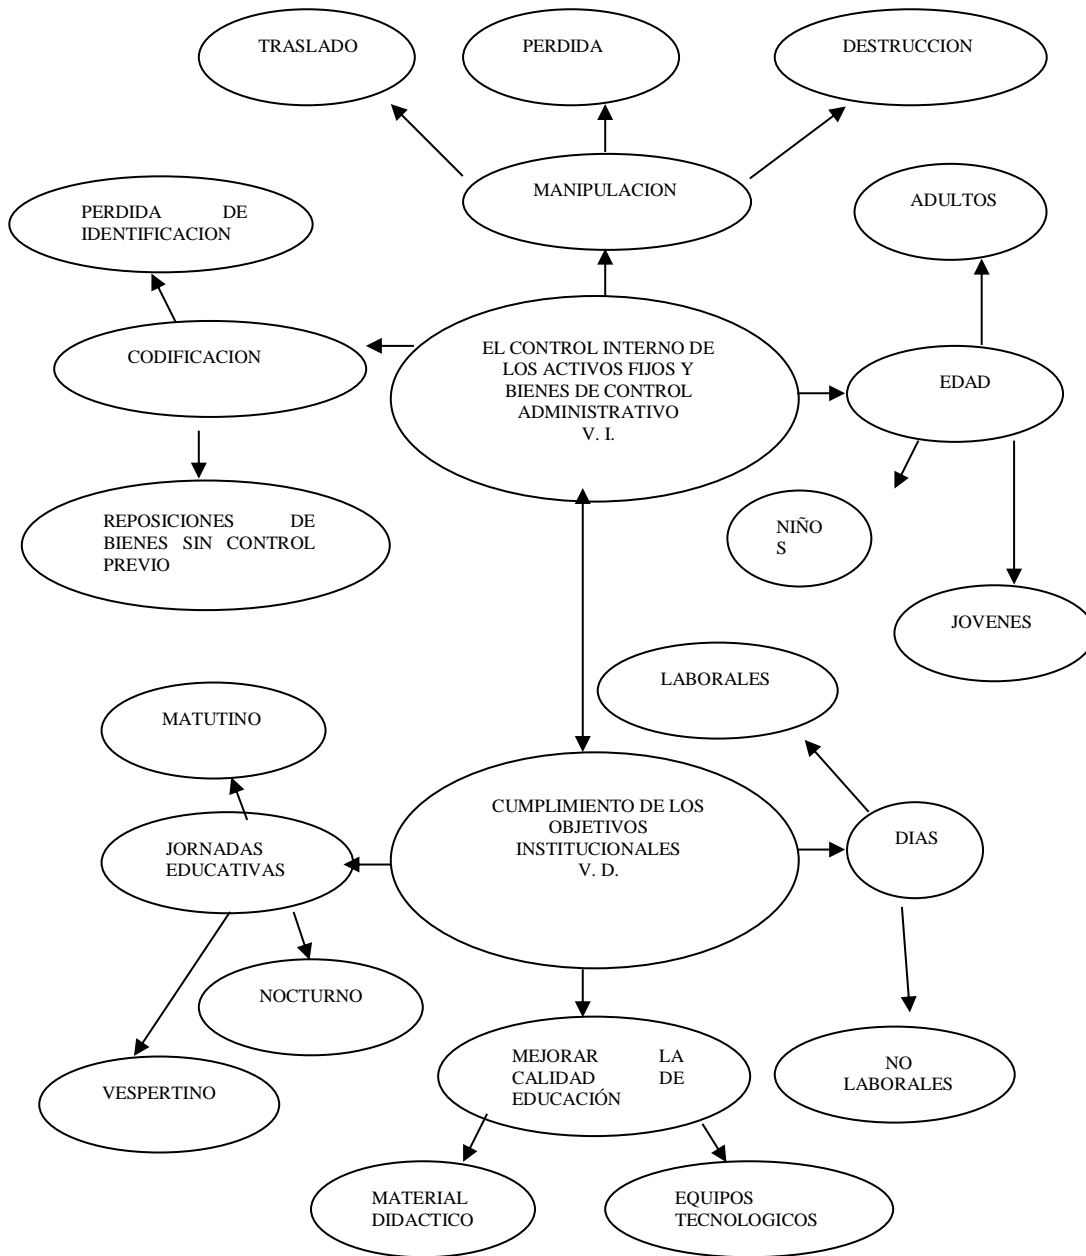 TRASLADO
PERDIDA
DESTRUCCION
MANIPULACION
ADULTOS
PERDIDA DE
IDENTIFICACION
CODIFICACION
EL CONTROL INTERNO DE
LOS ACTIVOS FIJOS Y
BIENES DE CONTROL
ADMINISTRATIVO
V. I.
EDAD
REPOSICIONES DE
BIENES SIN CONTROL
PREVIO
NIÑO
S
JOVENES
LABORALES
MATUTINO
CUMPLIMIENTO DE LOS
OBJETIVOS
INSTITUCIONALES
V. D.
DIAS
JORNADAS
EDUCATIVAS
NOCTURNO
VESPERTINO
MEJORAR LA
CALIDAD DE
EDUCACIÓN
NO
LABORALES
MATERIAL
DIDACTICO
EQUIPOS
TECNOLOGICOS